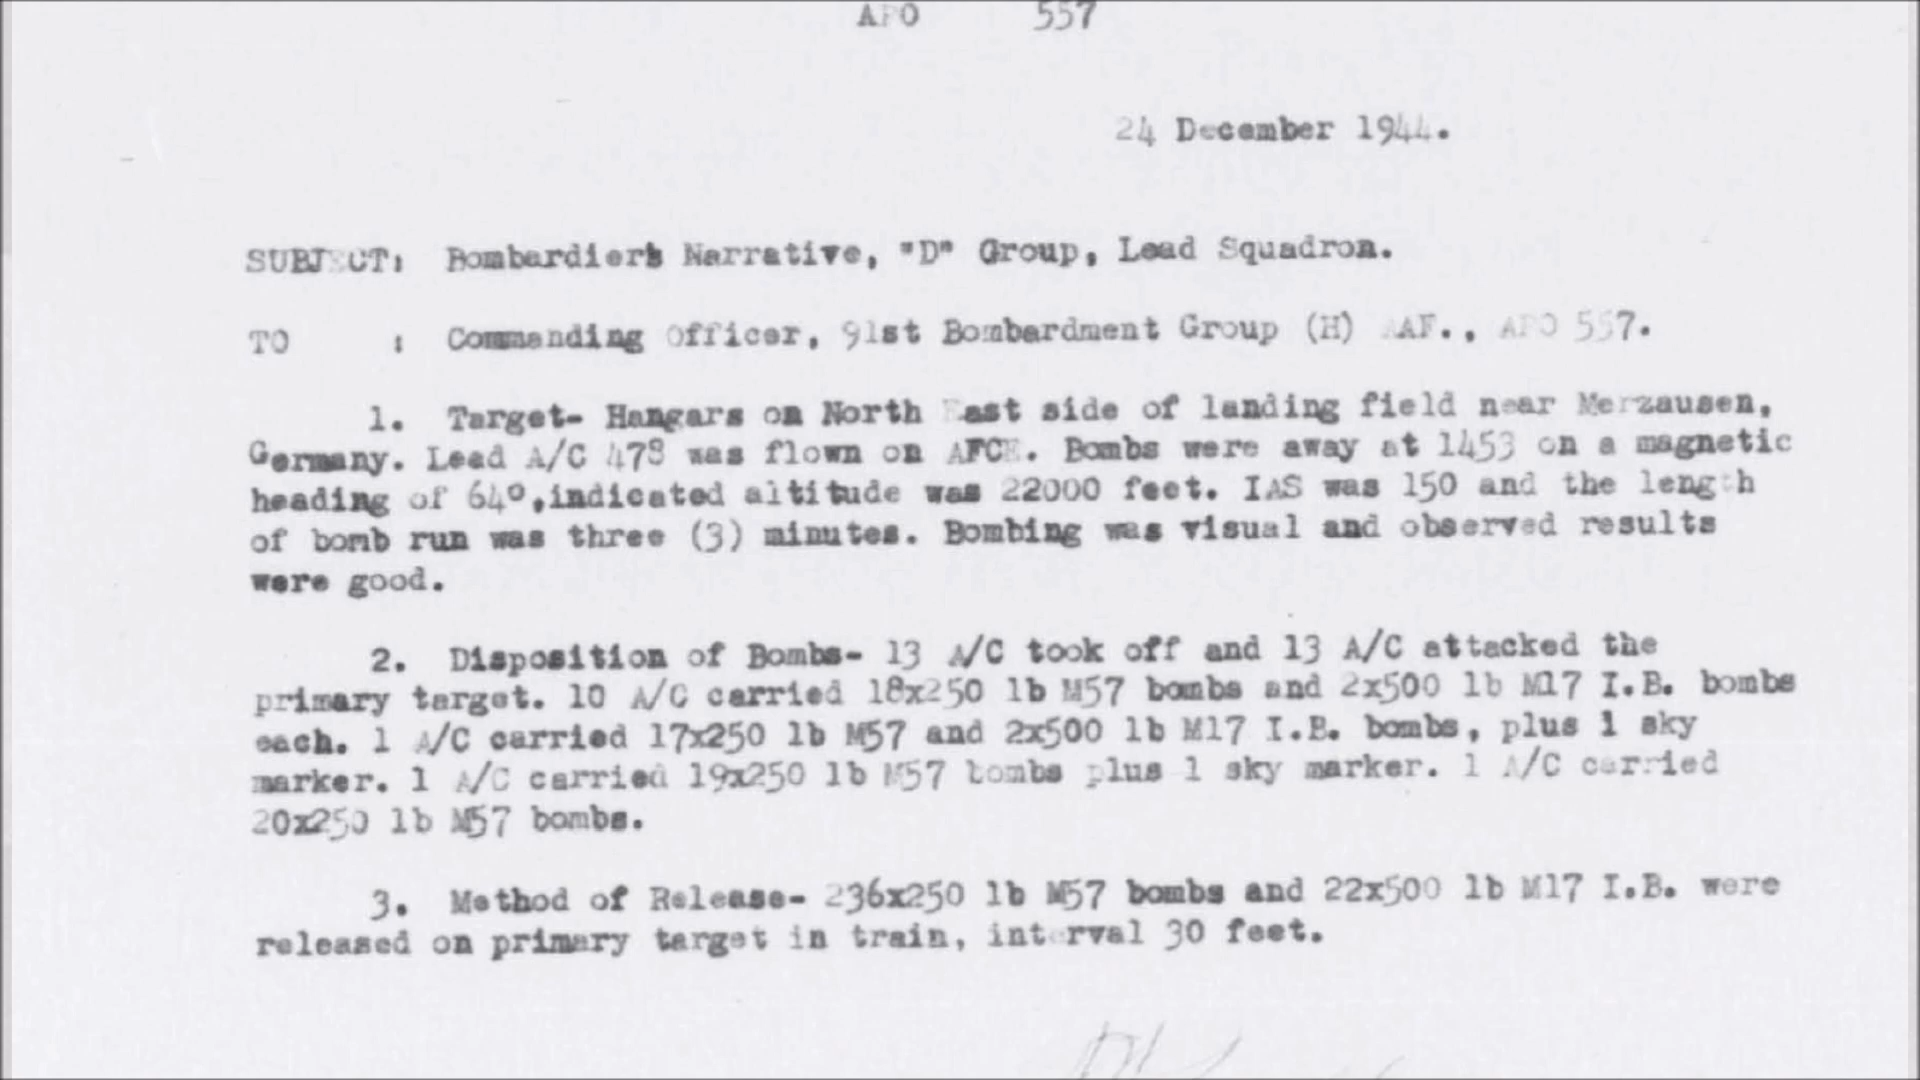 APO 557
24 December 1944.
SUBJECT: Bombardiers Narrative, "D" Group, Lead Squadron.
TO : Commanding Officer, 91st Bombardment Group (H) AAF., APO 557.
1. Target- Hangars on North East side of landing field near Merzausen,
Germany. Lead A/C 478 was flown on AFCE. Bombs were away at 1453 on a magnetic
heading of 64°,indicated altitude was 22000 feet. IAS was 150 and the length
of bomb run was three (3) minutes. Bombing was visual and observed results
were good.
2. Disposition of Bombs- 13 A/C took off and 13 A/C attacked the
primary target. 10 A/C carried 18x250 lb M57 bombs and 2x500 lb M17 I.B. bombs
each. 1 A/C carried 17x250 lb M57 and 2x500 lb M17 I.B. bombs, plus 1 sky
marker. 1 A/C carried 19x250 lb M57 bombs plus 1 sky marker. 1 A/C carried
20x250 lb M57 bombs.
3. Method of Release- 236x250 lb M57 bombs and 22x500 lb M17 I.B. were
released on primary target in train, interval 30 feet.